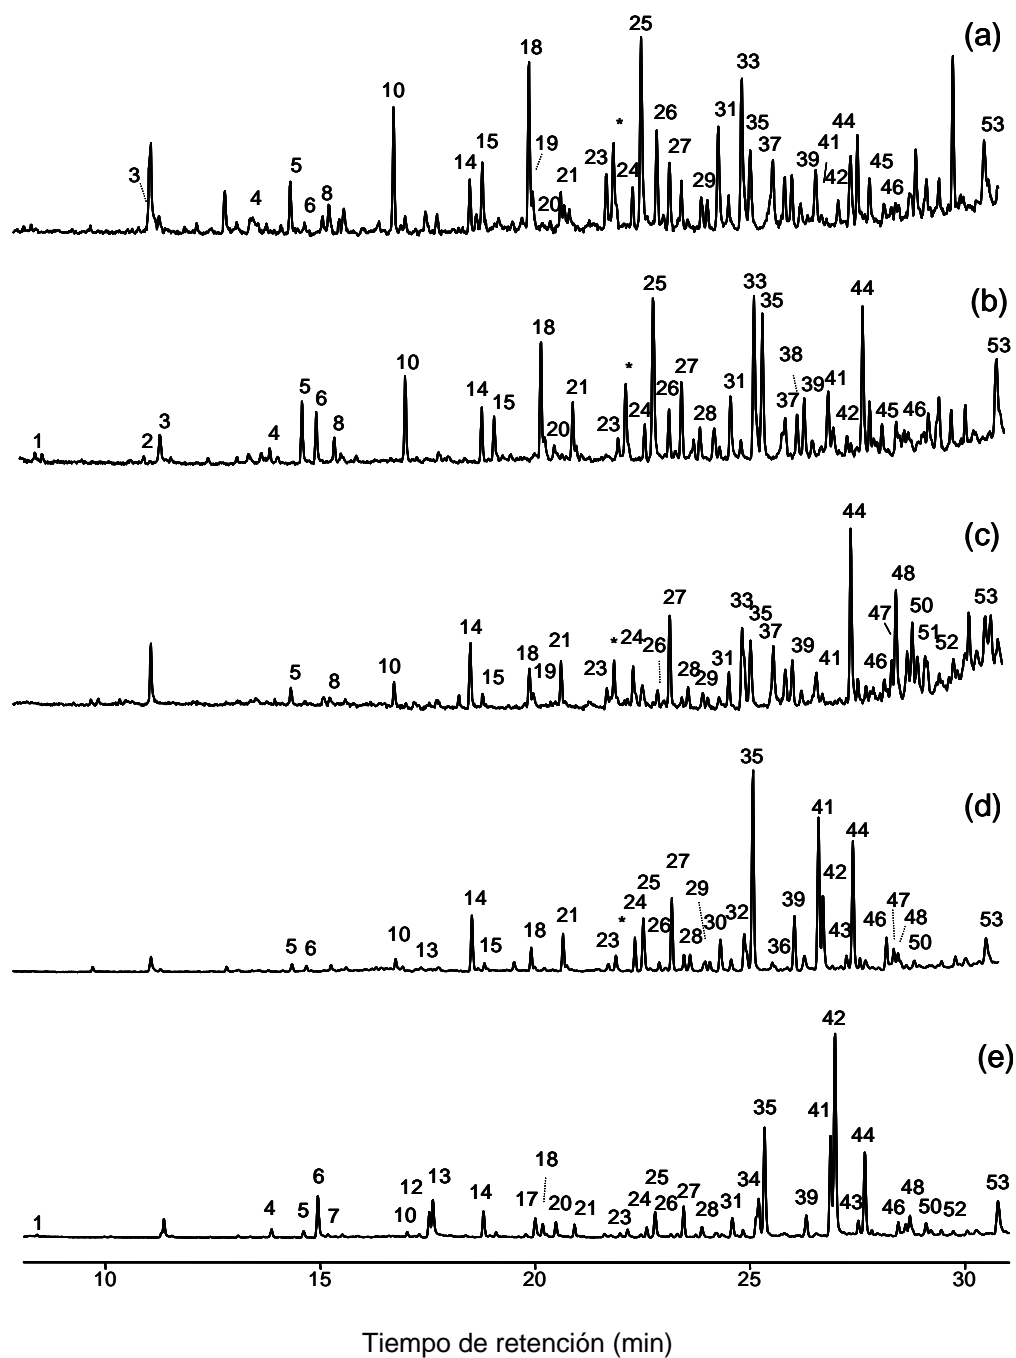 (a)
3 4 5 6 8 10 14 15 18 19 20 21 23 * 24 25 26 27 29 31 33 35 37 39 41 42 44 45 46 53
(b)
1 2 3 4 5 6 8 10 14 15 18 20 21 23 * 24 25 26 27 28 31 33 35 37 38 39 41 42 44 45 46 53
(c)
5 8 10 14 15 18 19 21 23 * 24 26 27 28 29 31 33 35 37 39 41 44 46 47 48 50 51 52 53
(d)
5 6 10 13 14 15 18 21 23 * 24 25 26 27 28 29 30 32 35 36 39 41 42 43 44 46 47 48 50 53
(e)
1 4 5 6 7 10 12 13 14 17 18 20 21 23 24 25 26 27 28 31 34 35 39 41 42 43 44 46 48 50 52 53
10 15 20 25 30
Tiempo de retención (min)